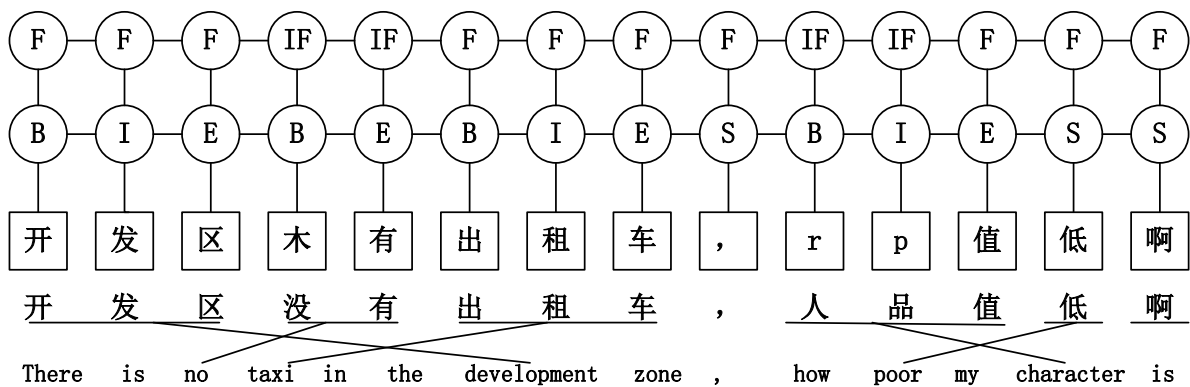 F F F IF IF F F F F IF IF F F F
B I E B E B I E S B I E S S
开 发 区 木 有 出 租 车 ， r p 值 低 啊
开 发 区 没 有 出 租 车 ， 人 品 值 低 啊
There is no taxi in the development zone , how poor my character is